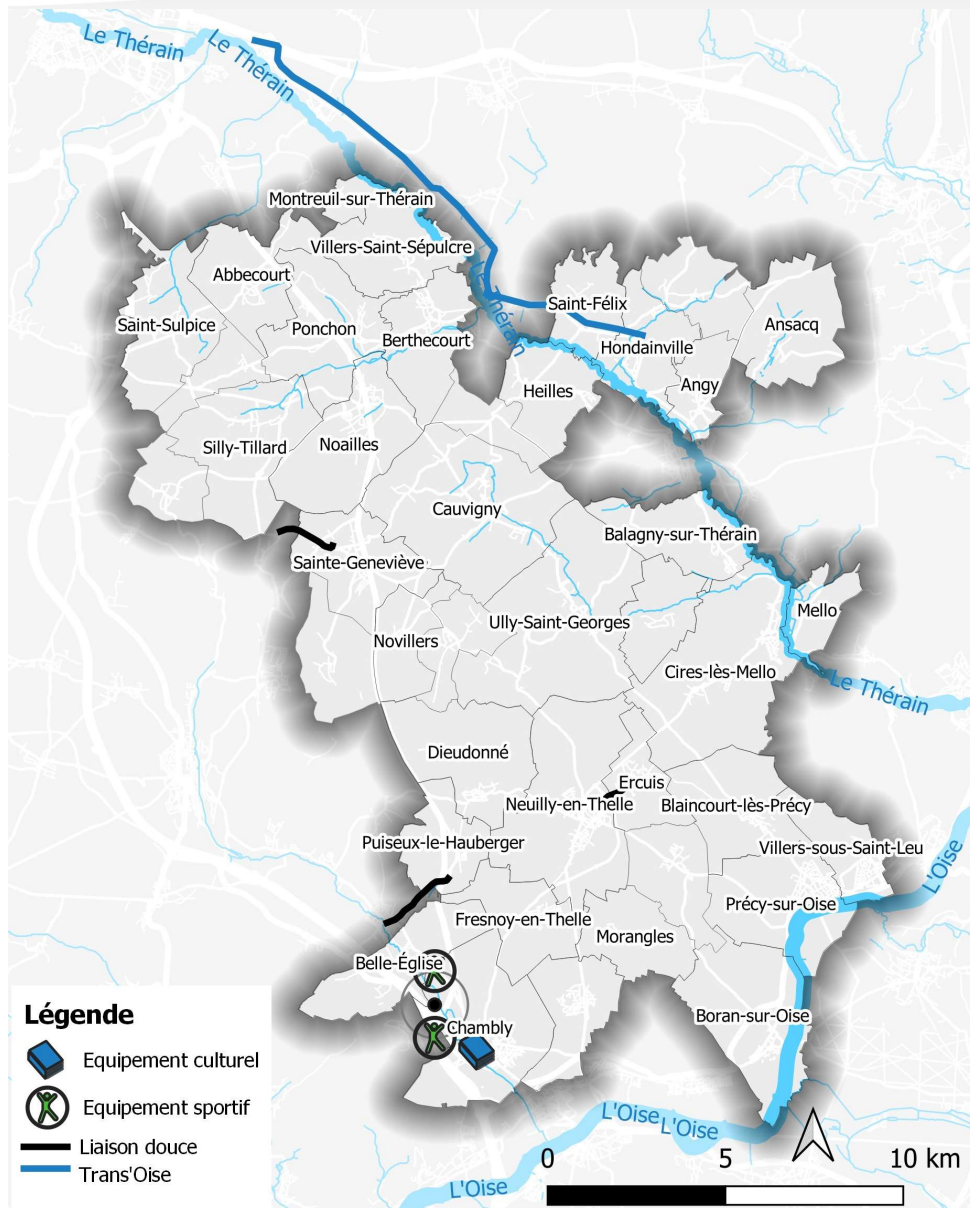 Le Thérain
Le Thérain
Montreuil-sur-Thérain
Villers-Saint-Sépulcre
Abbecourt
Le Thérain
Saint-Félix
Saint-Sulpice
Ponchon
Ansacq
Berthecourt
Hondainville
Heilles
Angy
Silly-Tillard
Noailles
Cauvigny
Balagny-sur-Thérain
Sainte-Geneviève
Mello
Ully-Saint-Georges
Novillers
Cires-lès-Mello
Le Thérain
Dieudonné
Ercuis
Neuilly-en-Thelle
Blaincourt-lès-Précy
Puiseux-le-Hauberger
Villers-sous-Saint-Leu
L'Oise
Précy-sur-Oise
Fresnoy-en-Thelle
Morangles
Belle-Église
Boran-sur-Oise
Chambly
L'Oise
L'Oise
L'Oise
Légende
Equipement culturel
Equipement sportif
Liaison douce
Trans'Oise
0 5 10 km